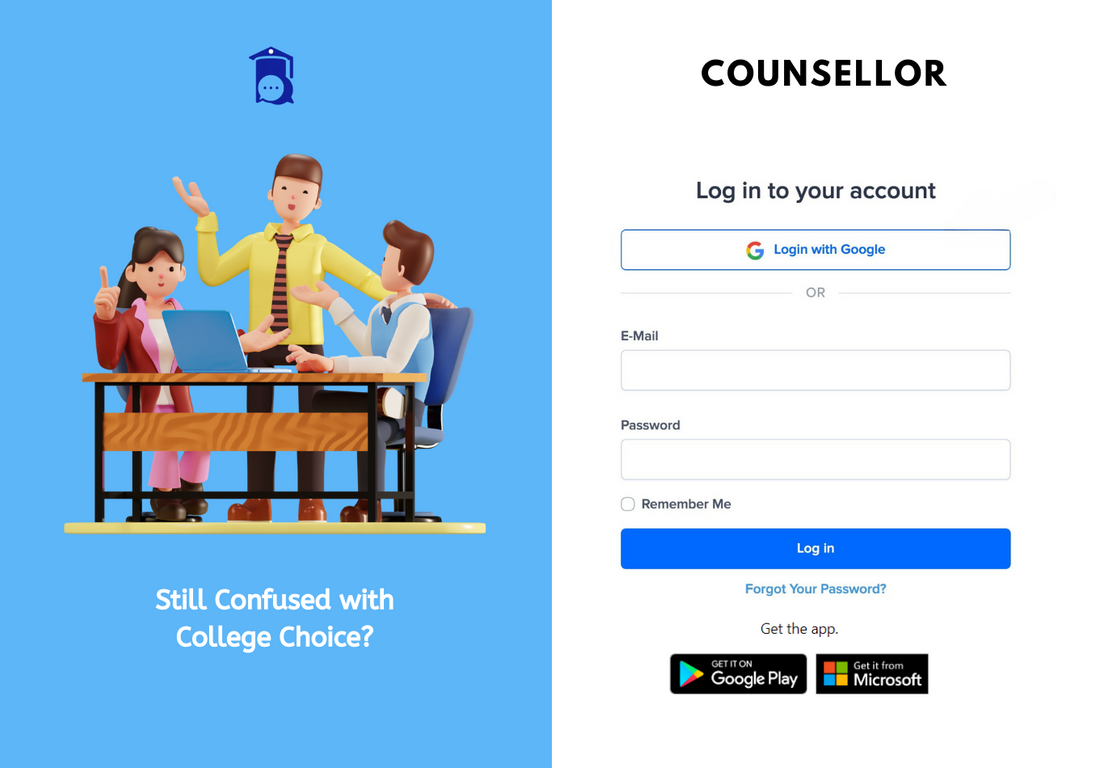 Still Confused with
College Choice?
COUNSELLOR
Log in to your account
Login with Google
OR
E-Mail
Password
Remember Me
Log in
Forgot Your Password?
Get the app.
GET IT ON
Google Play
Get it from
Microsoft